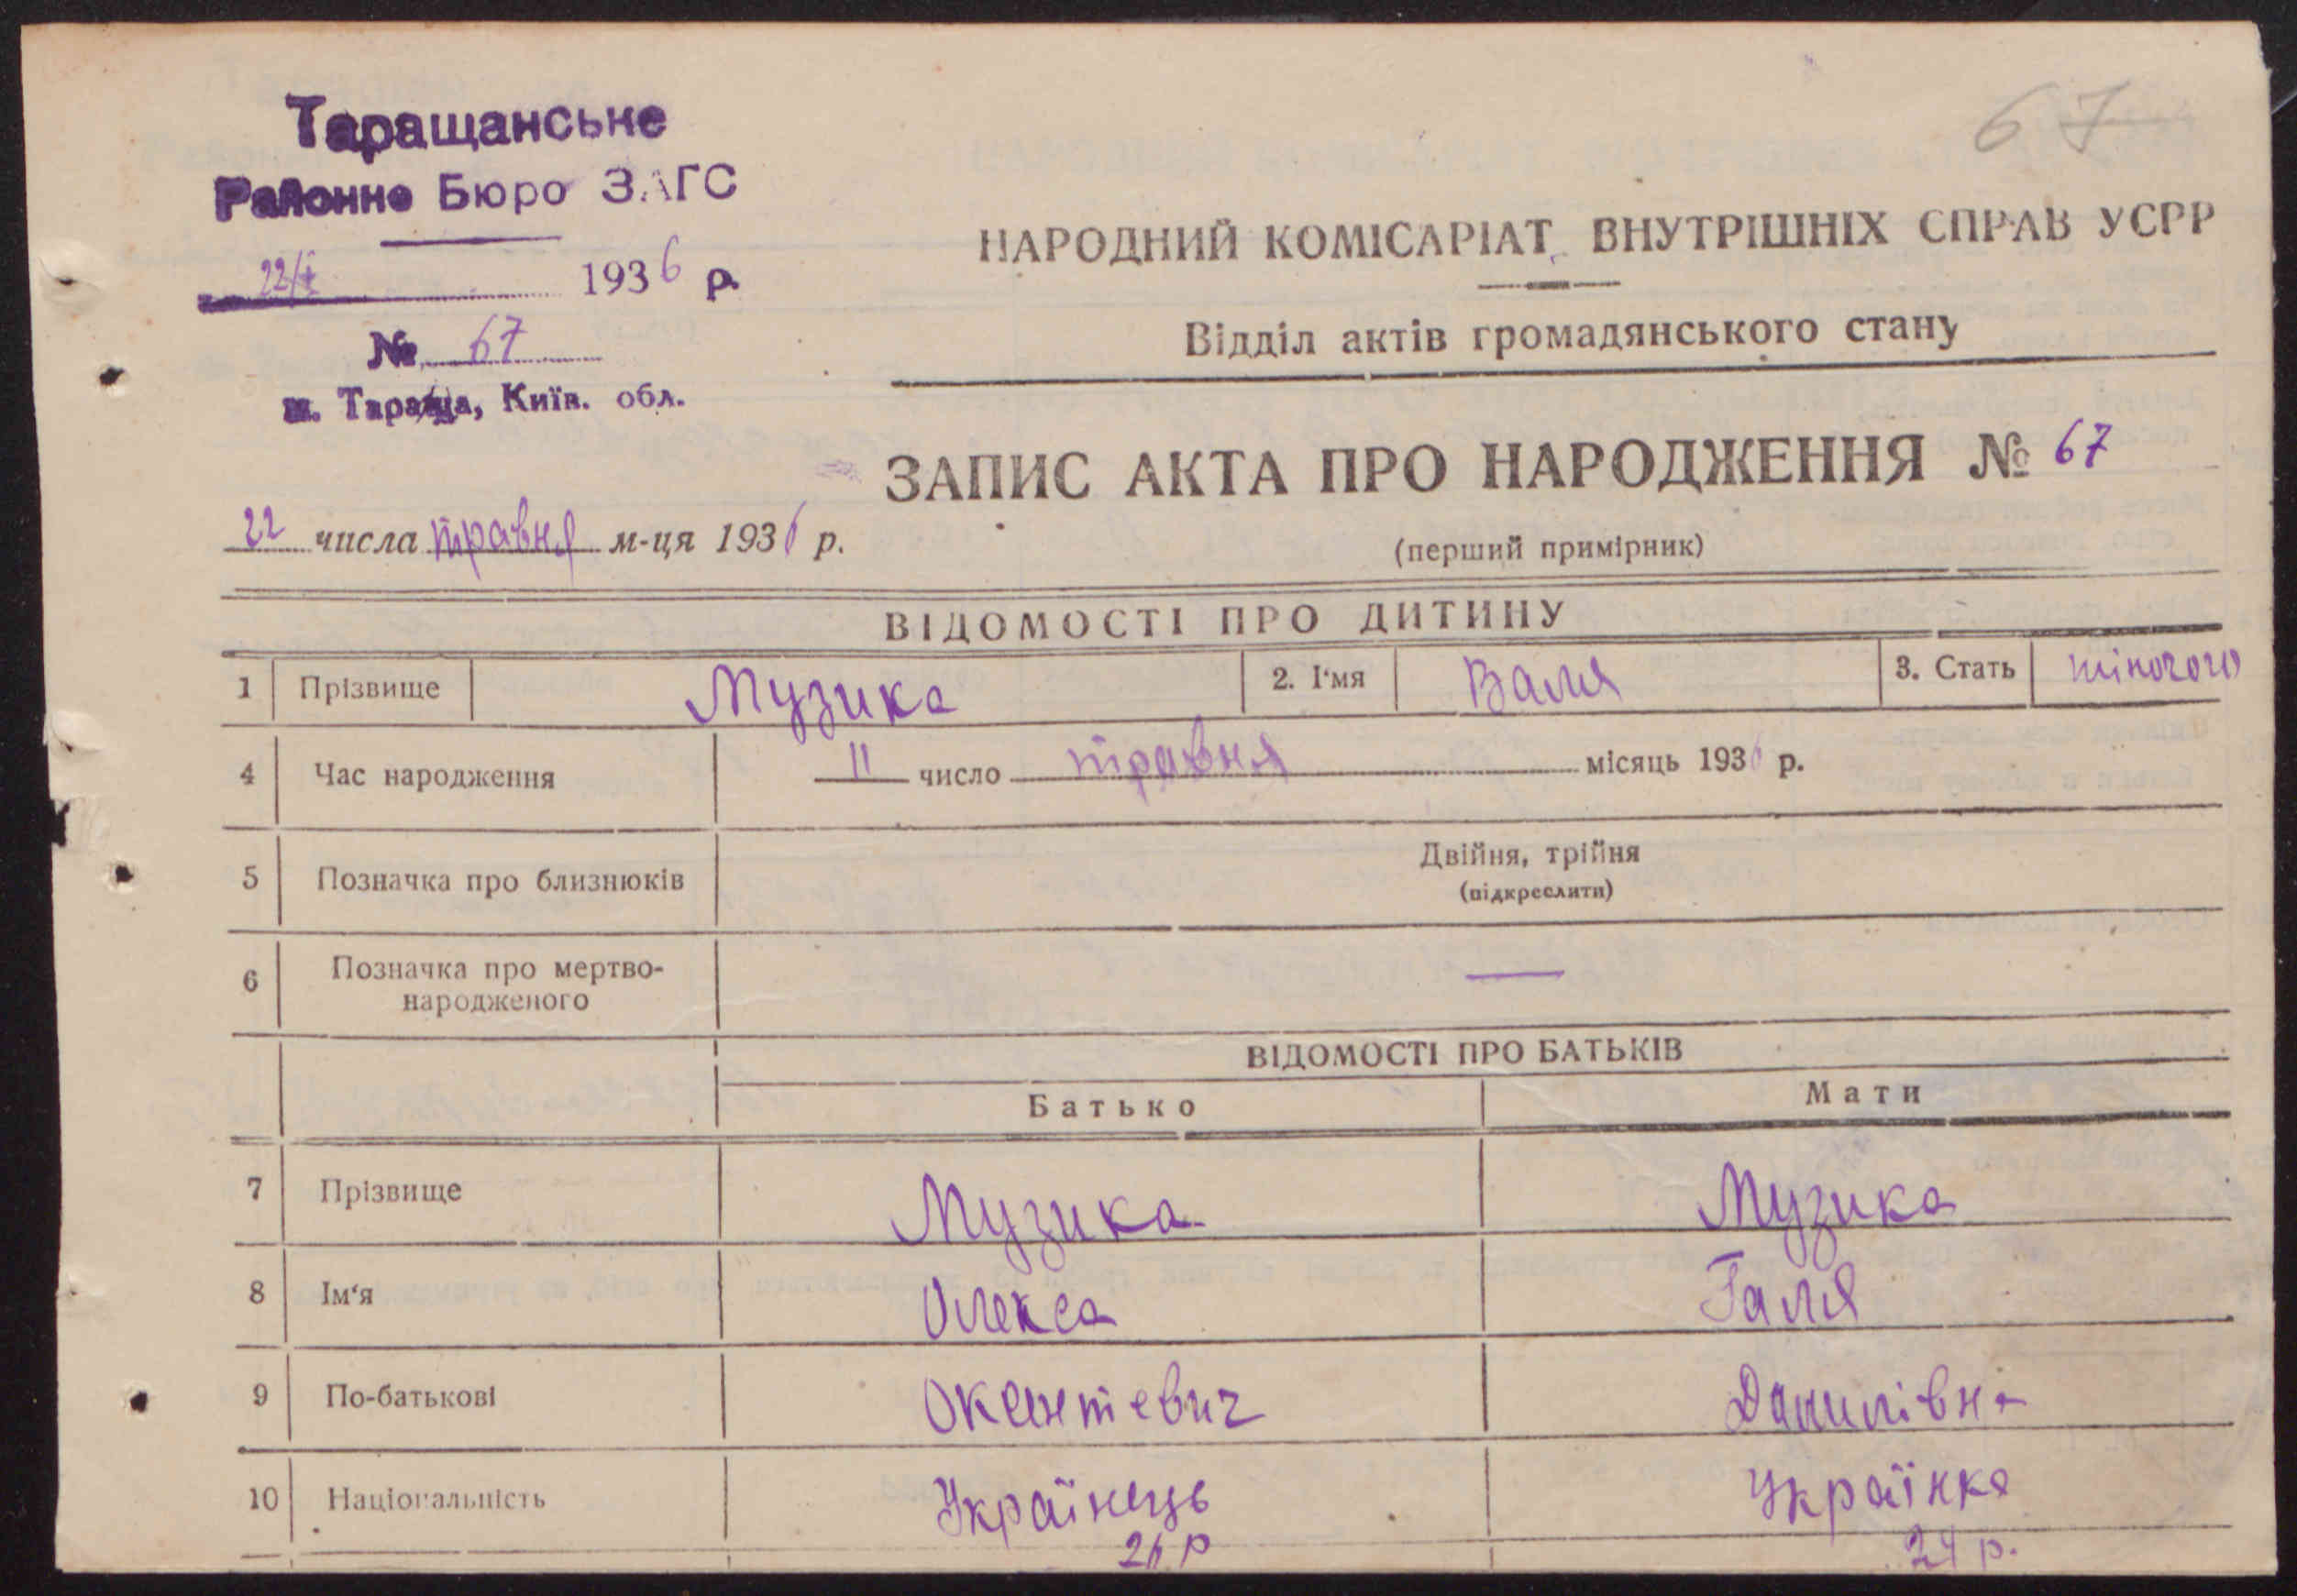 67
Таращанське
Районне Бюро ЗАГС
22/V 1936 р.
№ 67
м. Тараща, Київ. обл.
НАРОДНИЙ КОМІСАРІАТ ВНУТРІШНІХ СПРАВ УСРР
Відділ актів громадянського стану
ЗАПИС АКТА ПРО НАРОДЖЕННЯ № 67
22 числа травня м-ця 1936 р.
(перший примірник)
ВІДОМОСТІ ПРО ДИТИНУ
1 Прізвище Музика 2. І'мя Валя 3. Стать жіночого
4 Час народження 11 число травня місяць 1936 р.
5 Позначка про близнюків Двійня, трійня
(підкреслити)
6 Позначка про мертво-
народженого —
ВІДОМОСТІ ПРО БАТЬКІВ
Батько Мати
7 Прізвище Музика Музика
8 Ім'я Олекса Галя
9 По-батькові Окентевич Данилівна
10 Національність Українець Українка
26 р 24 р.